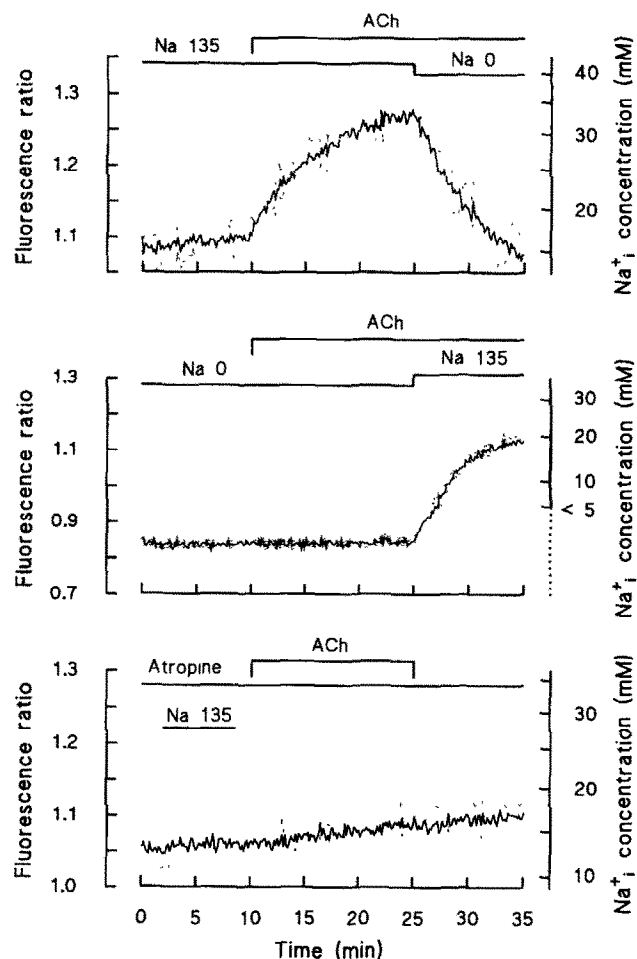 ACh
Na 135
Na 0
Fluorescence ratio
1.3
1.2
1.1
40
30
20
Na+i concentration (mM)
ACh
Na 0
Na 135
Fluorescence ratio
1.3
1.1
0.9
0.7
30
20
10
< 5
Na+i concentration (mM)
ACh
Atropine
Na 135
Fluorescence ratio
1.3
1.2
1.1
1.0
30
20
10
Na+i concentration (mM)
0 5 10 15 20 25 30 35
Time (min)